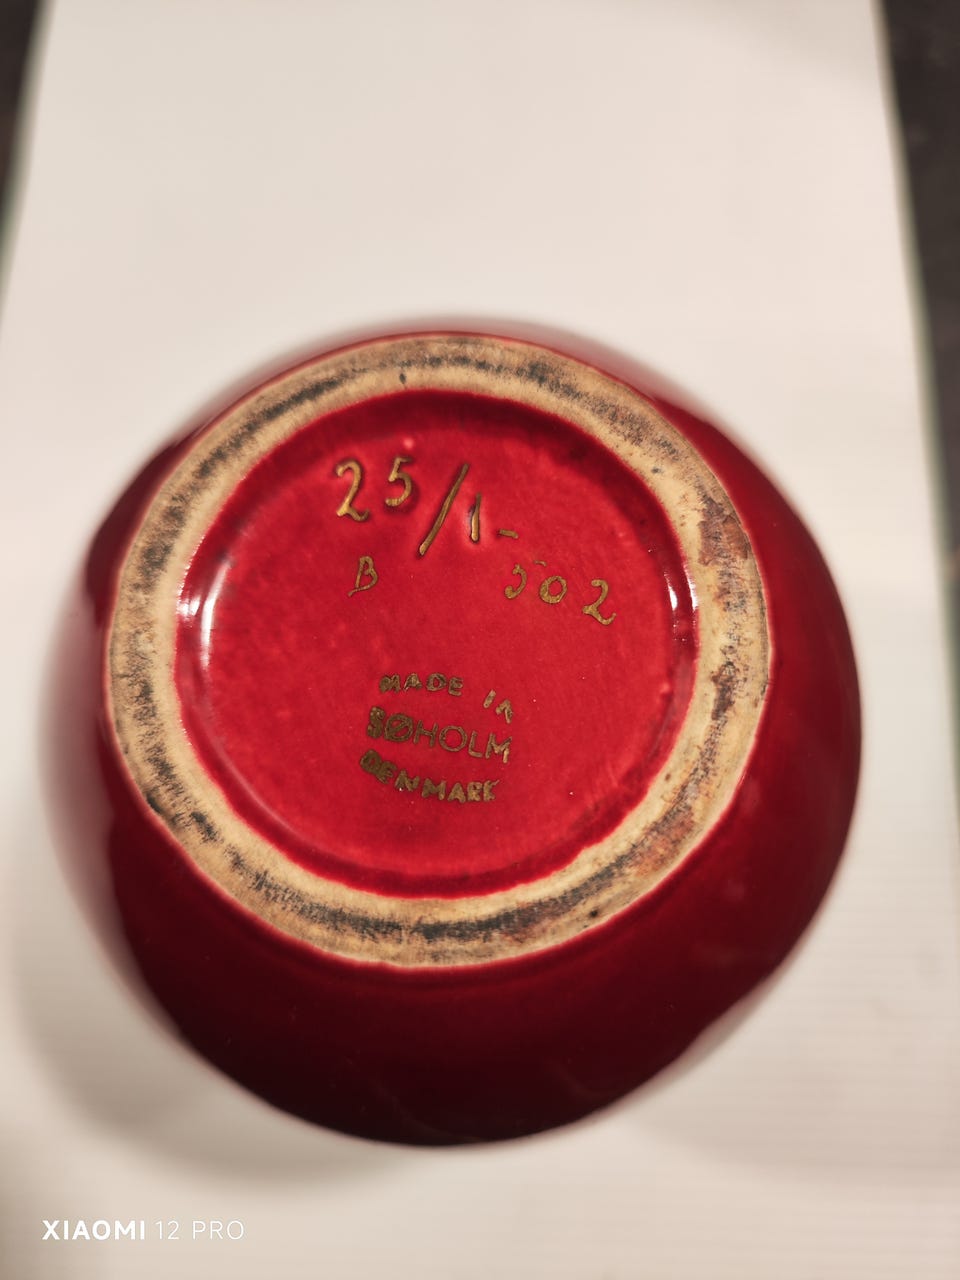 25/1-
B 502
MADE IN
SØHOLM
DENMARK
XIAOMI 12 PRO